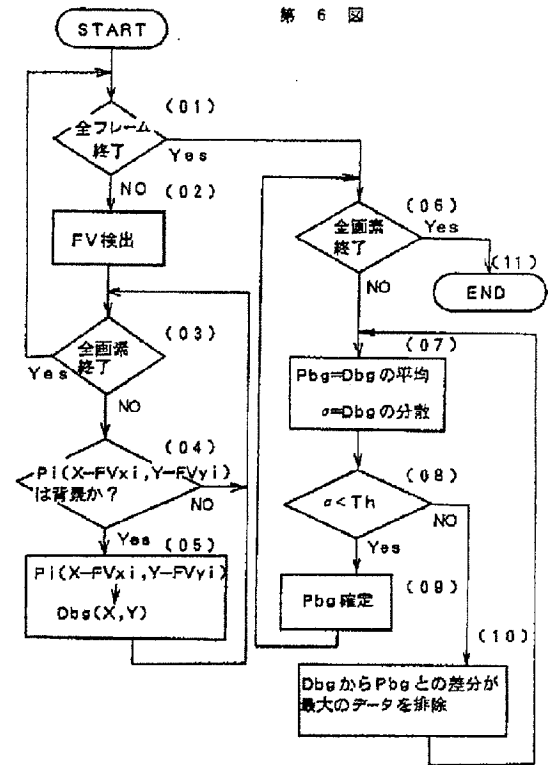 第 6 図
START
(01)
全フレーム
終了
Yes
NO
(02)
FV検出
(03)
全画素
終了
Yes
NO
(04)
Pi(X-FVxi,Y-FVyi)
は背景か?
NO
Yes
(05)
Pi(X-FVxi,Y-FVyi)
Dbg(X,Y)
(06)
全画素
終了
Yes
NO
(11)
END
(07)
Pbg=Dbgの平均
σ=Dbgの分散
(08)
σ<Th
NO
Yes
(09)
Pbg確定
(10)
DbgからPbgとの差分が
最大のデータを排除